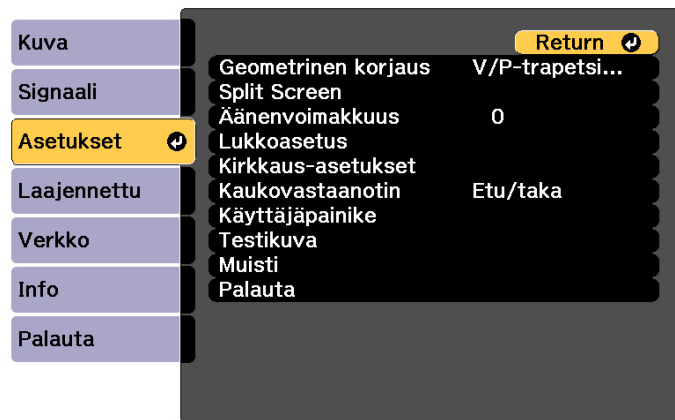 Kuva
Signaali
Asetukset
Laajennettu
Verkko
Info
Palauta
Return
Geometrinen korjaus V/P-trapetsi...
Split Screen
Äänenvoimakkuus 0
Lukkoasetus
Kirkkaus-asetukset
Kaukovastaanotin Etu/taka
Käyttäjäpainike
Testikuva
Muisti
Palauta